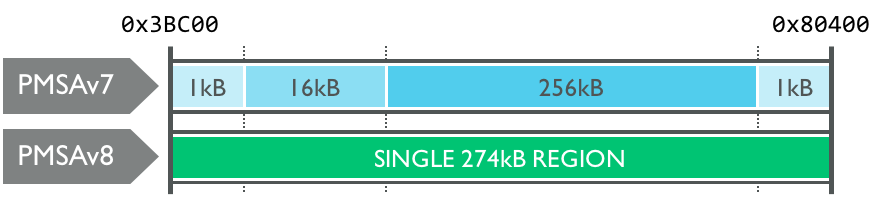 0x3BC00 0x80400
PMSAv7 1kB 16kB 256kB 1kB
PMSAv8 SINGLE 274kB REGION